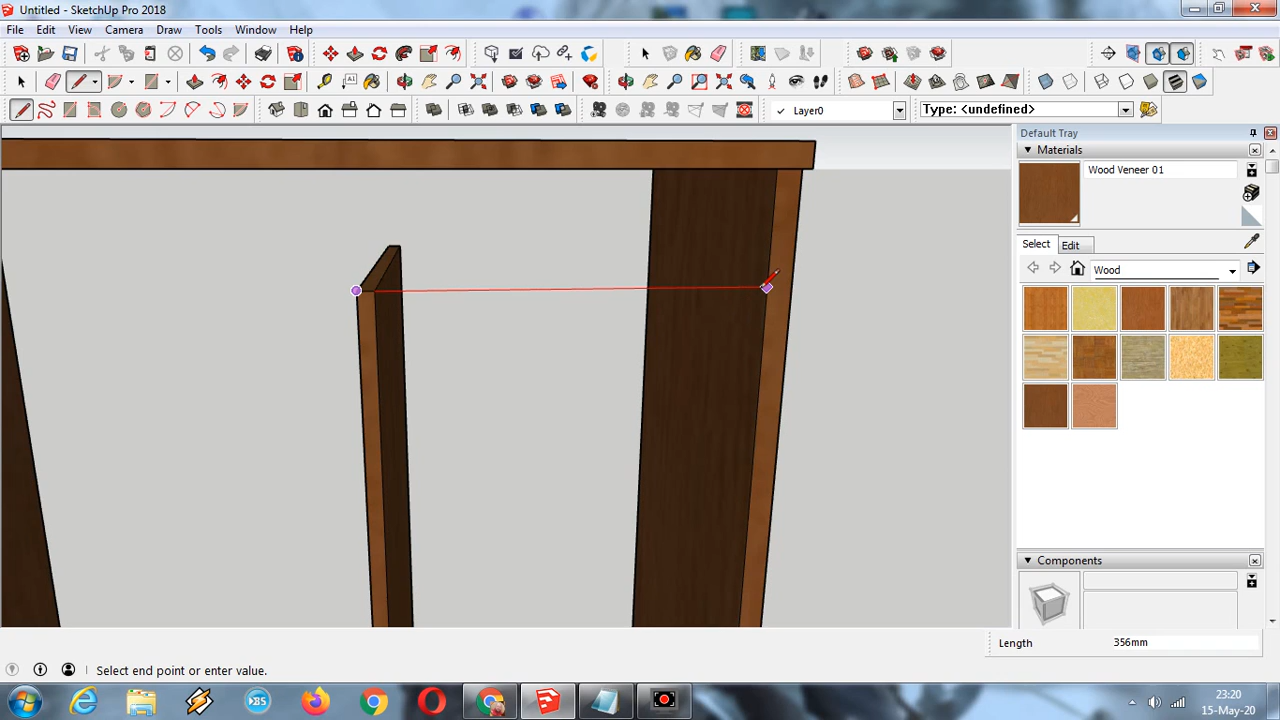 Untitled - SketchUp Pro 2018
File Edit View Camera Draw Tools Window Help
Layer0
Type: <undefined>
Default Tray
Materials
Wood Veneer 01
Select Edit
Wood
Components
Length 356mm
Select end point or enter value.
23:20
15-May-20